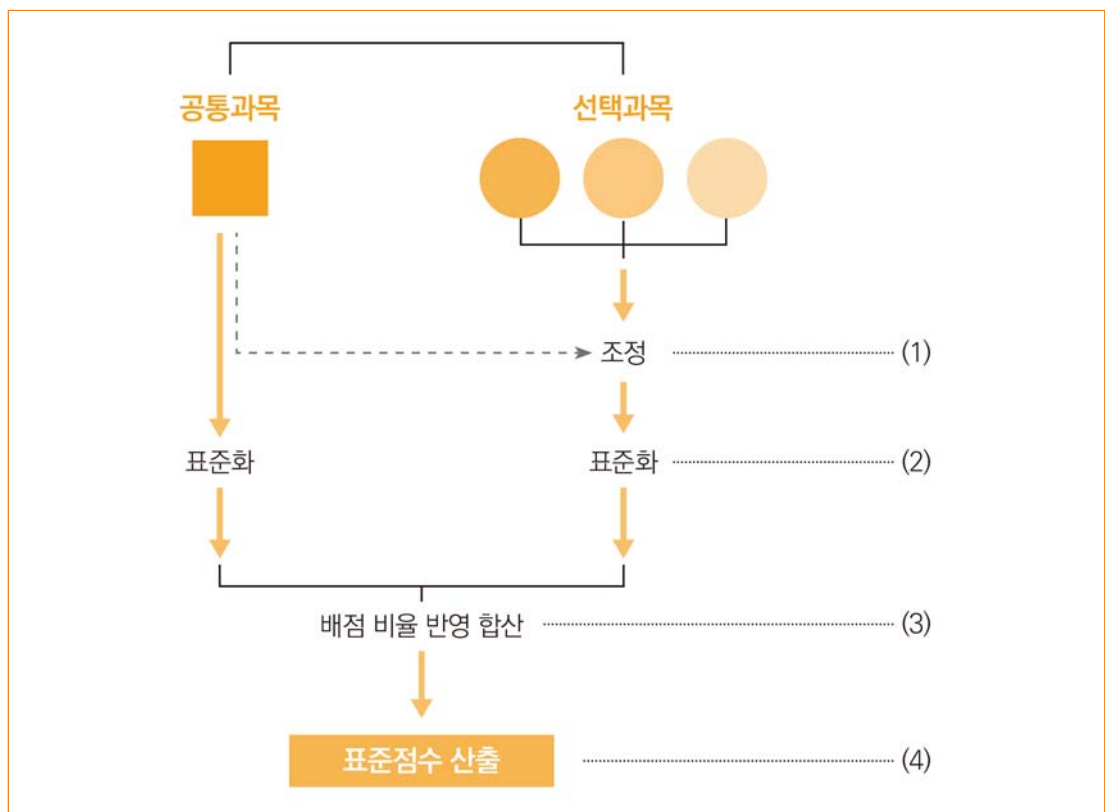 공통과목
선택과목
조정
(1)
표준화
표준화
(2)
배점 비율 반영 합산
(3)
표준점수 산출
(4)